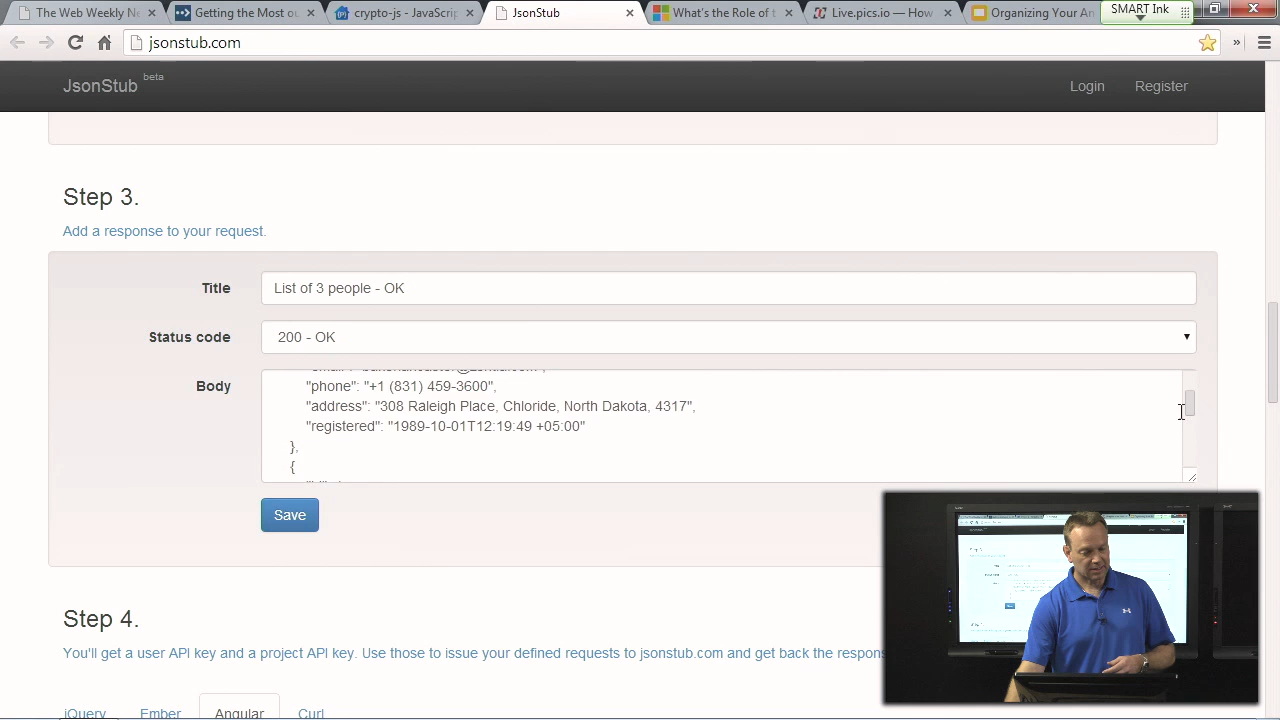 The Web Weekly Ne
Getting the Most ou
crypto-js - JavaScrip
JsonStub
What's the Role of t
Live.pics.io — How
Organizing Your An
SMART Ink
jsonstub.com
JsonStub beta
Login
Register
Step 3.
Add a response to your request.
Title
List of 3 people - OK
Status code
200 - OK
Body
"phone": "+1 (831) 459-3600",
"address": "308 Raleigh Place, Chloride, North Dakota, 4317",
"registered": "1989-10-01T12:19:49 +05:00"
},
{
Save
Step 4.
You'll get a user API key and a project API key. Use those to issue you defined requests to jsonstub.com and get back the respons
jQuery
Ember
Angular
Curl